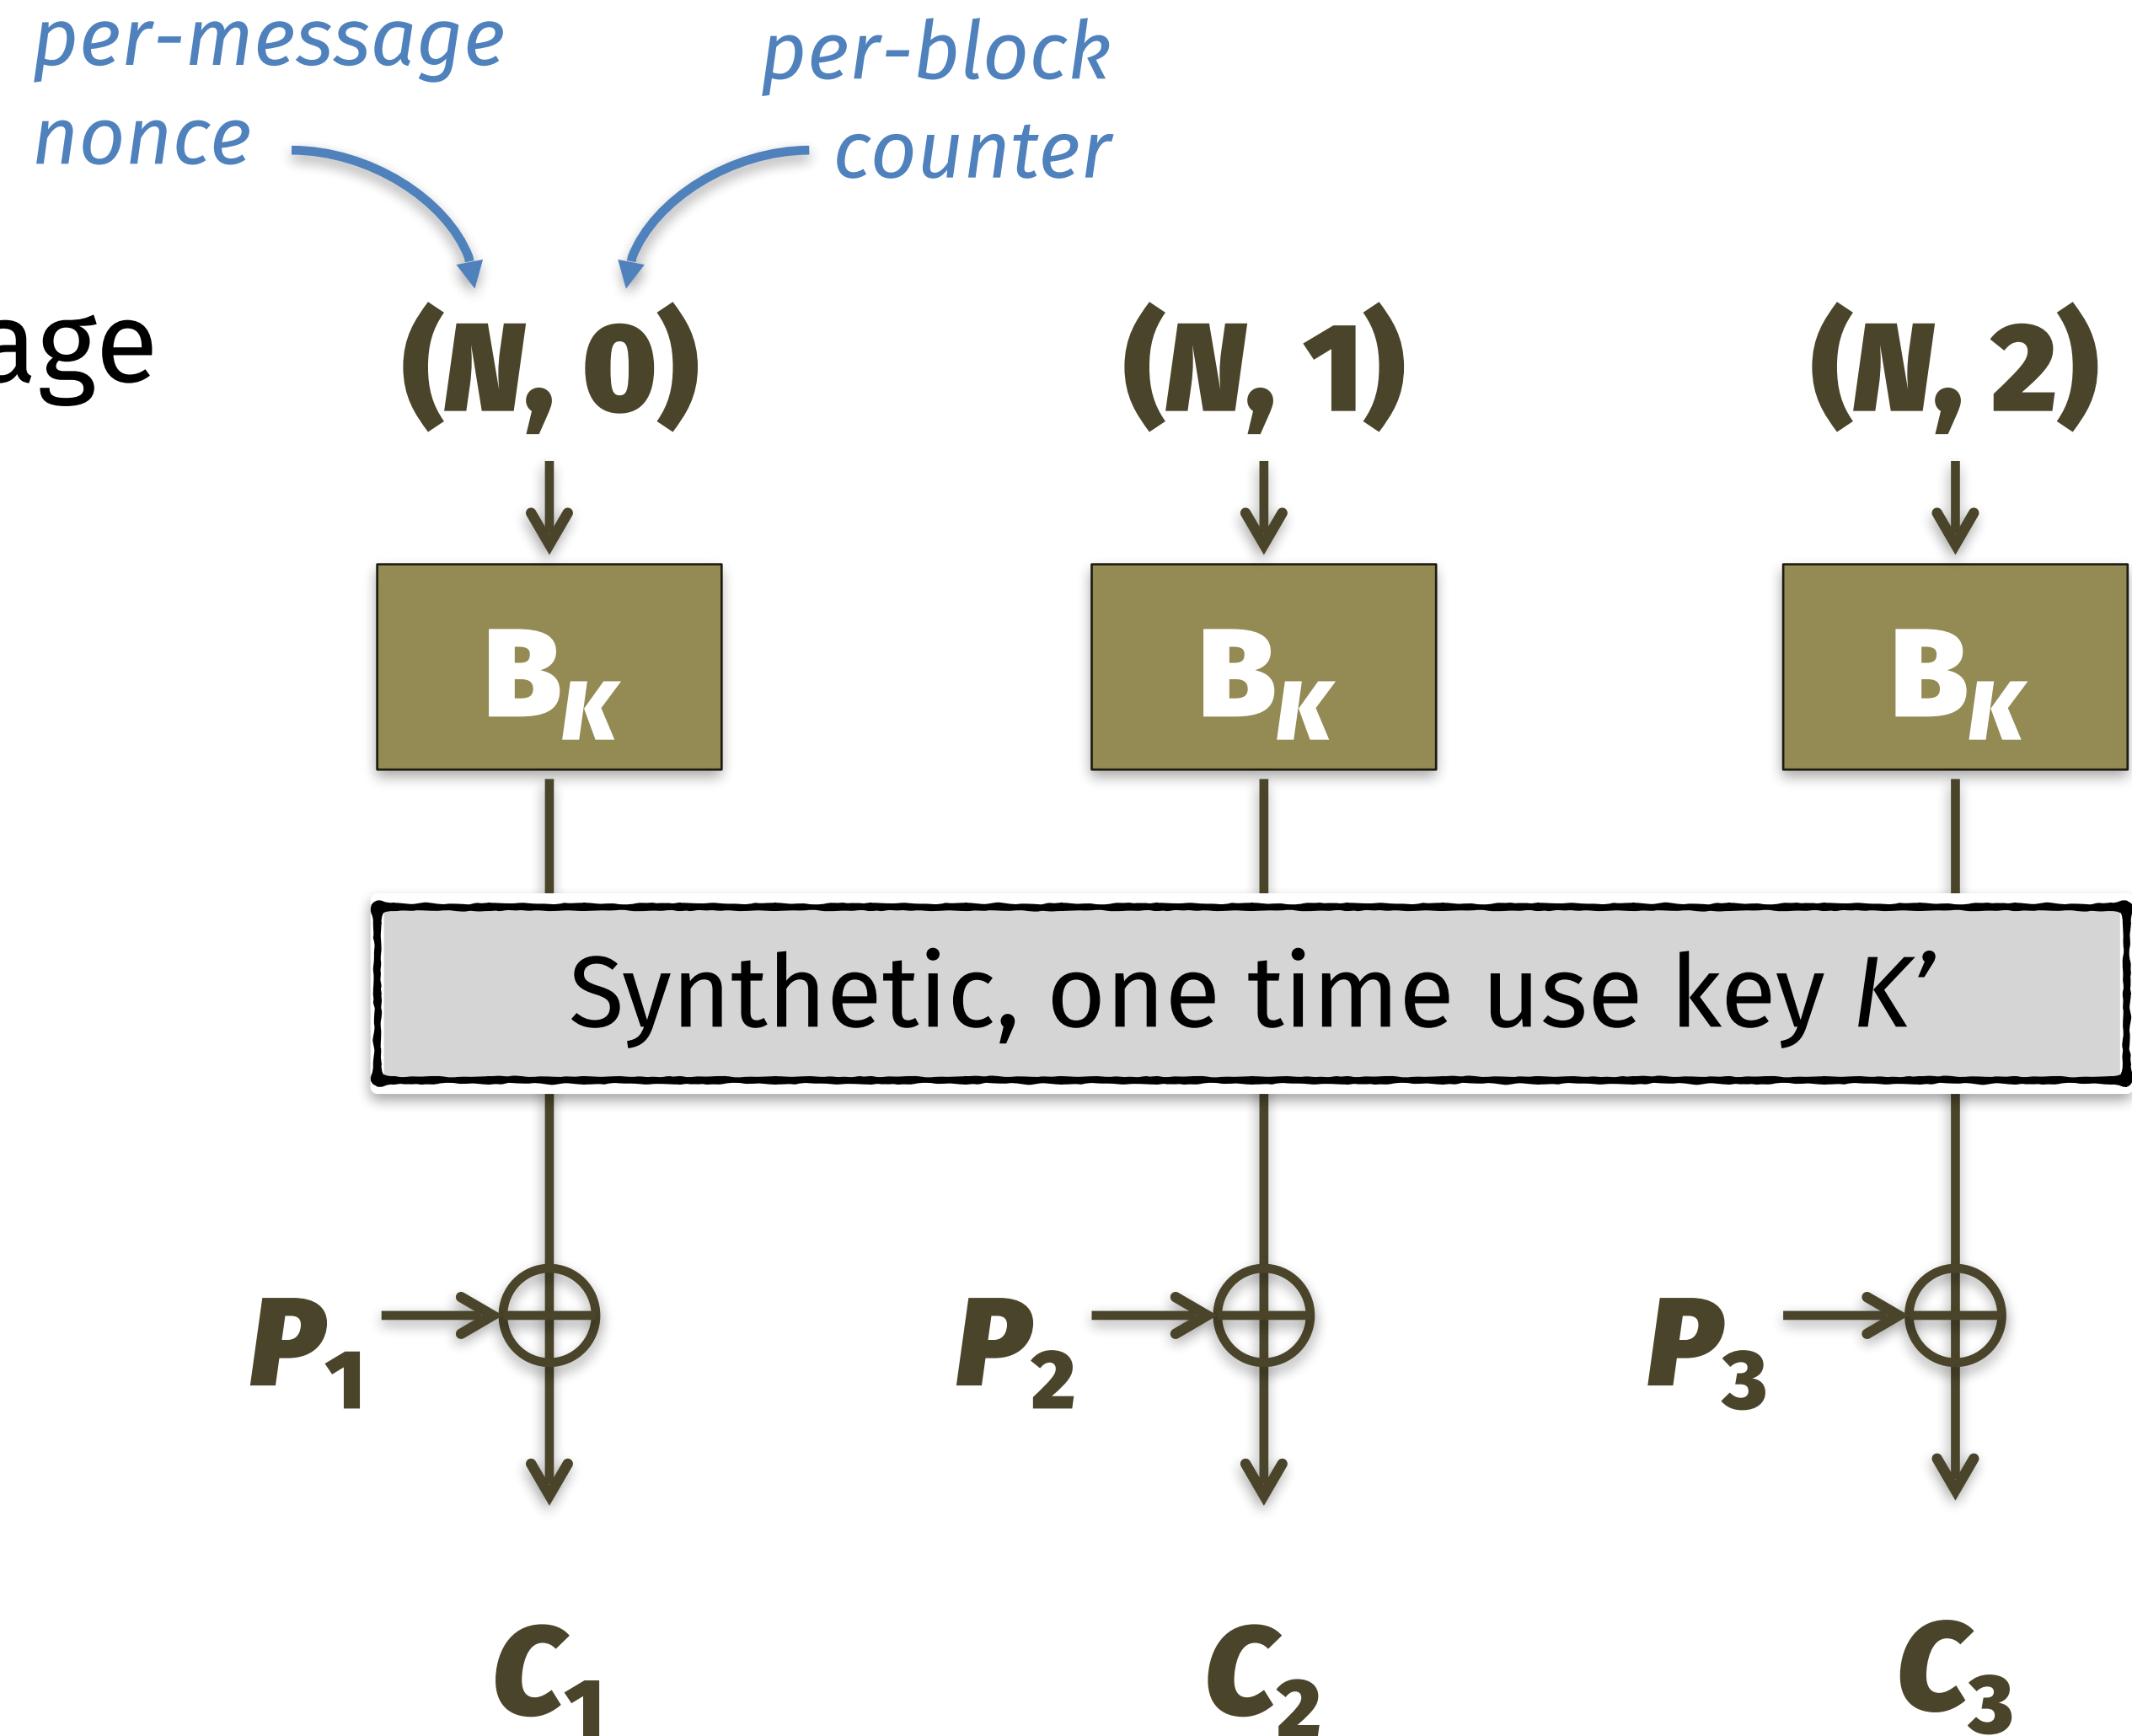 per-message
nonce
per-block
counter
age
(N, 0)
(N, 1)
(N, 2)
BK
BK
BK
Synthetic, one time use key K’
P1
P2
P3
C1
C2
C3